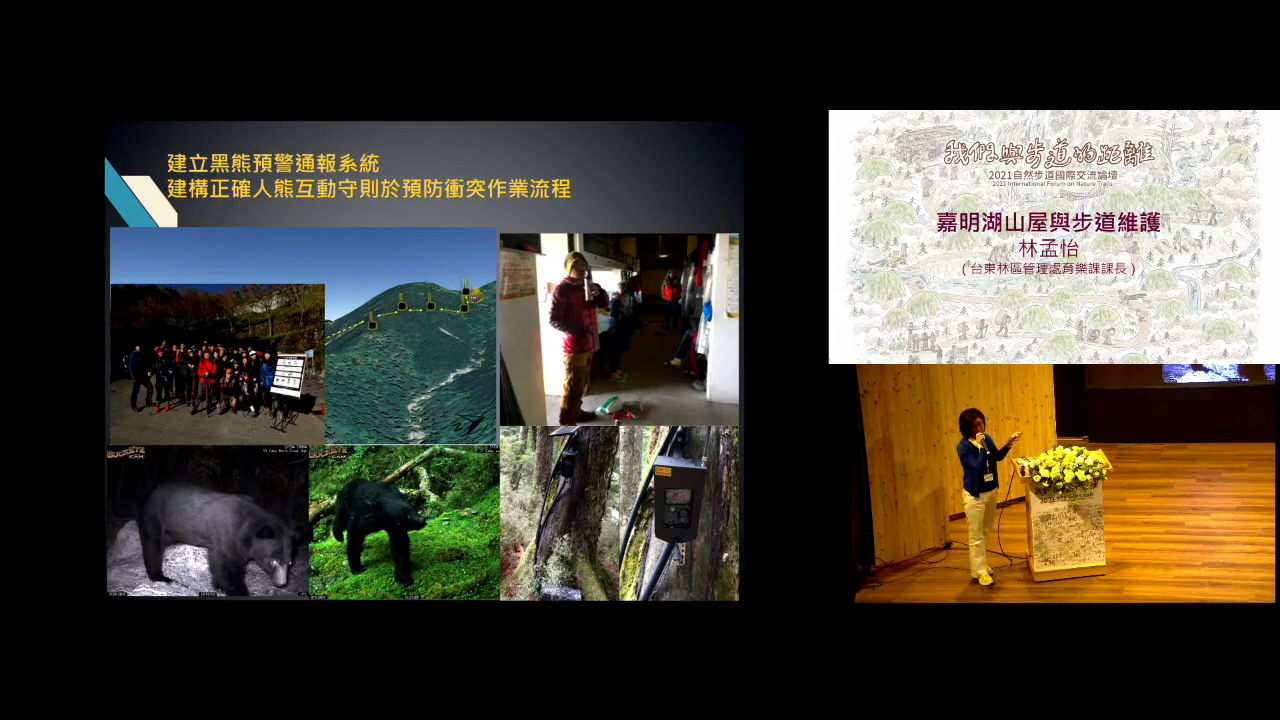 建立黑熊預警通報系統
建構正確人熊互動守則於預防衝突作業流程
BUCKEYE
CAM
BUCKEYE
CAM
我們與步道的距離
2021自然步道國際交流論壇
2021 International Forum on Nature Trails
嘉明湖山屋與步道維護
林孟怡
(台東林區管理處育樂課課長)